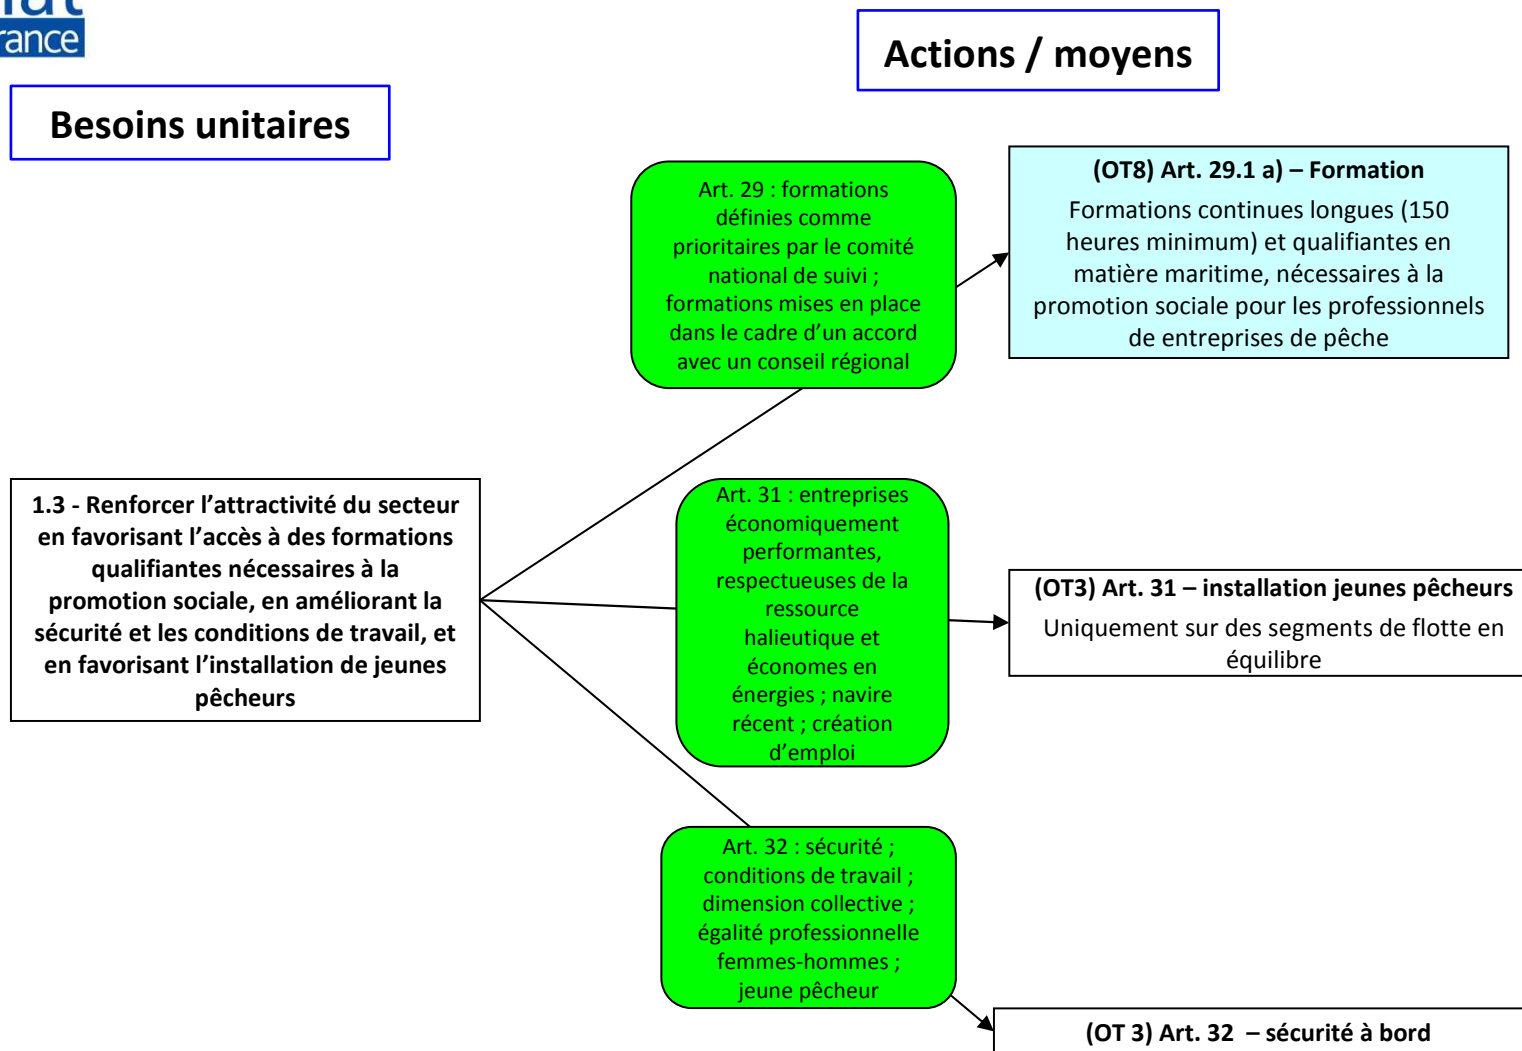 rance
Actions / moyens
Besoins unitaires
Art. 29 : formations
définies comme
prioritaires par le comité
national de suivi ;
formations mises en place
dans le cadre d’un accord
avec un conseil régional
(OT8) Art. 29.1 a) – Formation
Formations continues longues (150
heures minimum) et qualifiantes en
matière maritime, nécessaires à la
promotion sociale pour les professionnels
de entreprises de pêche
1.3 - Renforcer l’attractivité du secteur
en favorisant l’accès à des formations
qualifiantes nécessaires à la
promotion sociale, en améliorant la
sécurité et les conditions de travail, et
en favorisant l’installation de jeunes
pêcheurs
Art. 31 : entreprises
économiquement
performantes,
respectueuses de la
ressource
halieutique et
économes en
énergies ; navire
récent ; création
d’emploi
(OT3) Art. 31 – installation jeunes pêcheurs
Uniquement sur des segments de flotte en
équilibre
Art. 32 : sécurité ;
conditions de travail ;
dimension collective ;
égalité professionnelle
femmes-hommes ;
jeune pêcheur
(OT 3) Art. 32 – sécurité à bord